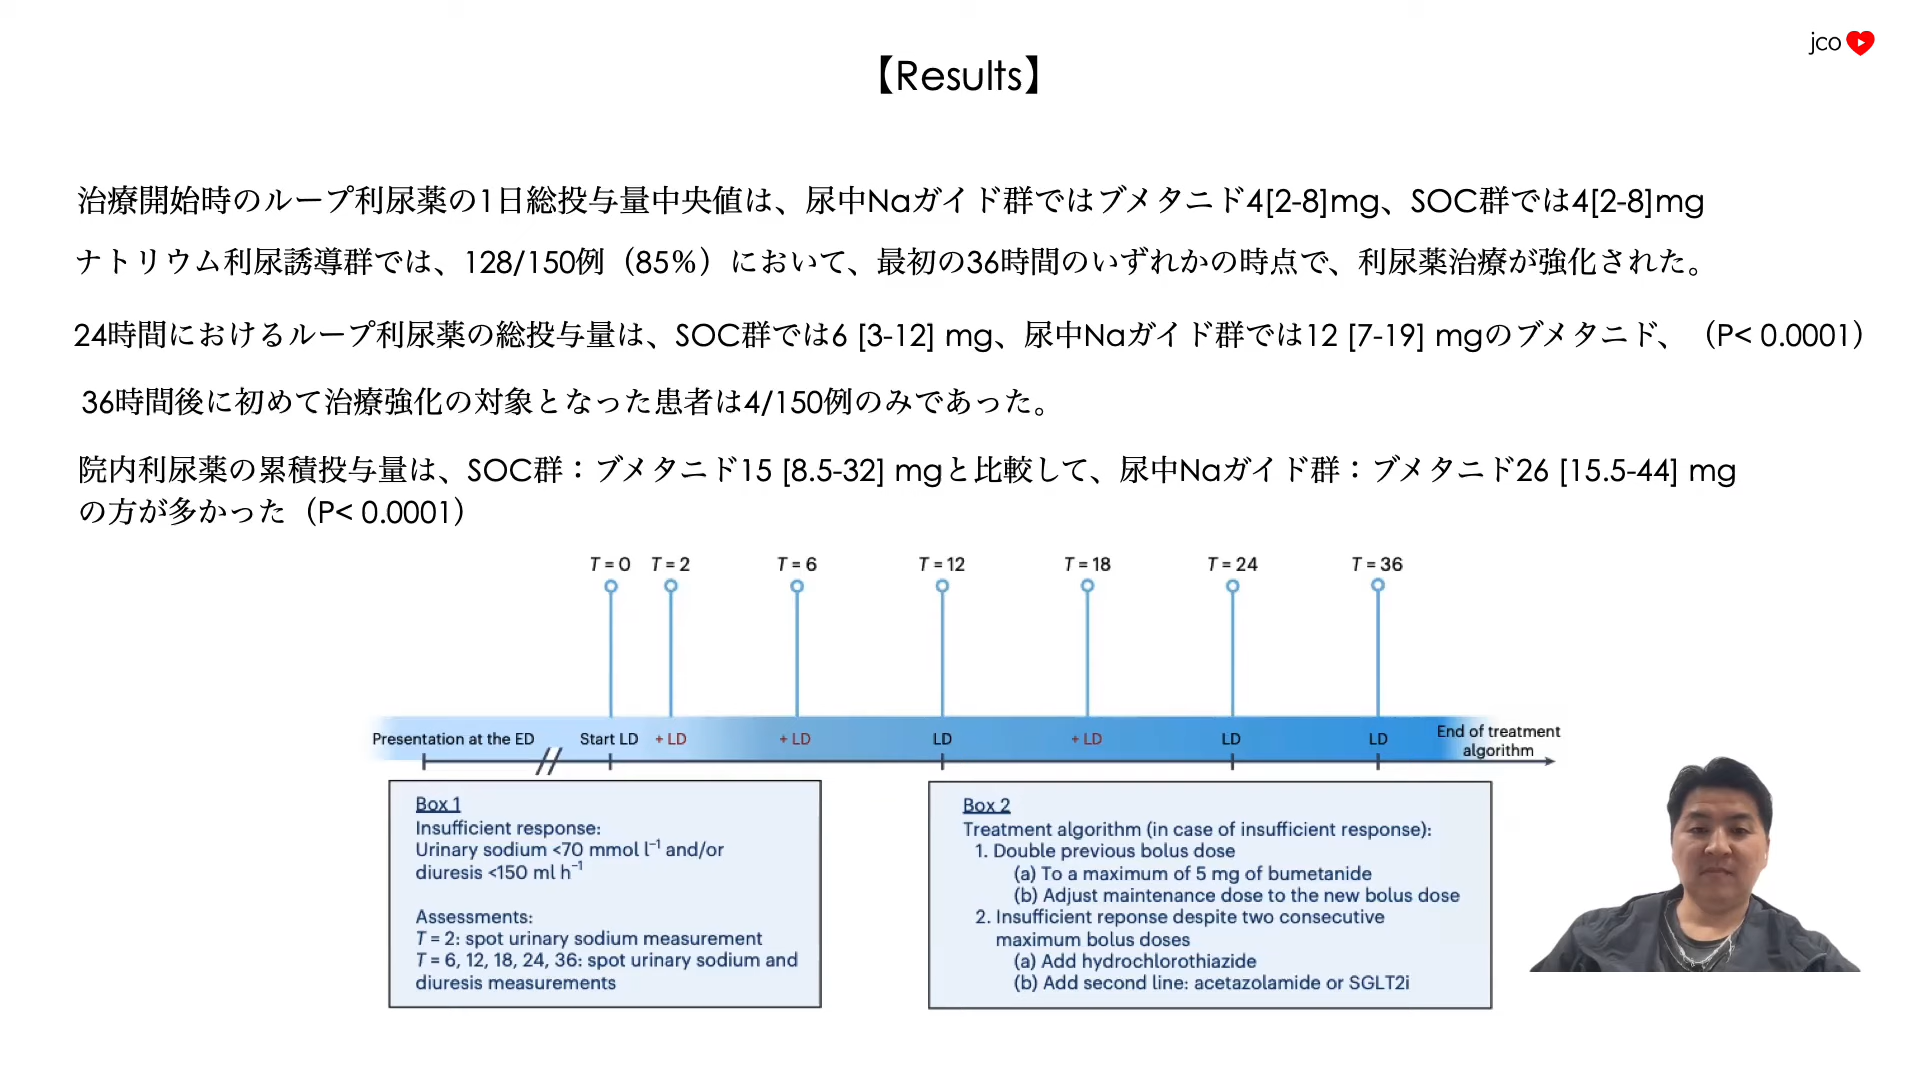 jco
【Results】
治療開始時のループ利尿薬の1日総投与量中央値は、尿中Naガイド群ではブメタニド4[2-8]mg、SOC群では4[2-8]mg
ナトリウム利尿誘導群では、128/150例（85％）において、最初の36時間のいずれかの時点で、利尿薬治療が強化された。
24時間におけるループ利尿薬の総投与量は、SOC群では6 [3-12] mg、尿中Naガイド群では12 [7-19] mgのブメタニド、（P< 0.0001）
36時間後に初めて治療強化の対象となった患者は4/150例のみであった。
院内利尿薬の累積投与量は、SOC群：ブメタニド15 [8.5-32] mgと比較して、尿中Naガイド群：ブメタニド26 [15.5-44] mg
の方が多かった（P< 0.0001）
T = 0 T = 2 T = 6 T = 12 T = 18 T = 24 T = 36
Presentation at the ED Start LD + LD + LD LD + LD LD LD End of treatment
algorithm
Box 1
Insufficient response:
Urinary sodium <70 mmol l⁻¹ and/or
diuresis <150 ml h⁻¹
Assessments:
T = 2: spot urinary sodium measurement
T = 6, 12, 18, 24, 36: spot urinary sodium and
diuresis measurements
Box 2
Treatment algorithm (in case of insufficient response):
1. Double previous bolus dose
(a) To a maximum of 5 mg of bumetanide
(b) Adjust maintenance dose to the new bolus dose
2. Insufficient reponse despite two consecutive
maximum bolus doses
(a) Add hydrochlorothiazide
(b) Add second line: acetazolamide or SGLT2i